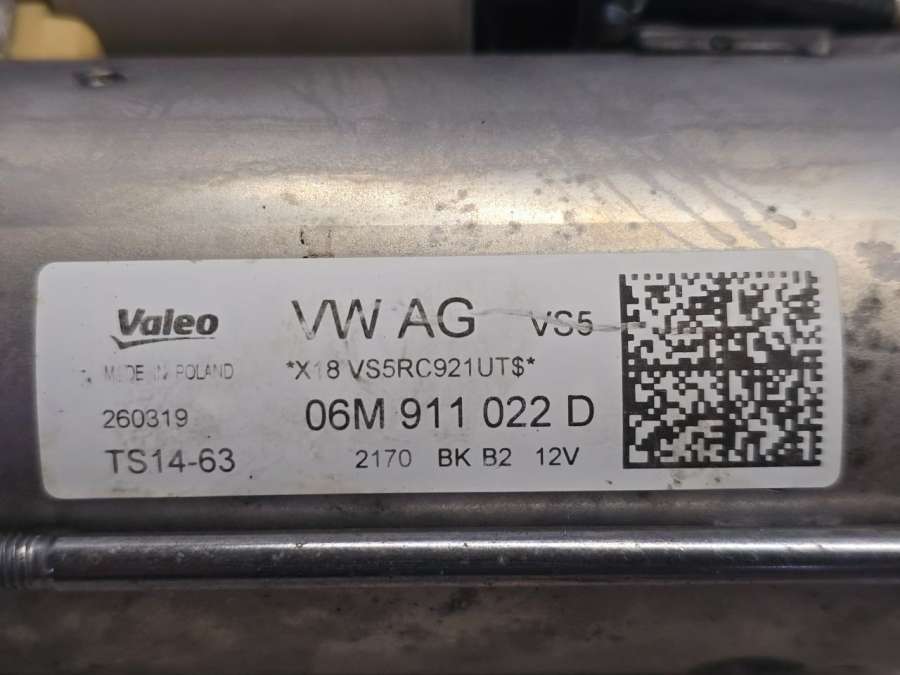 Valeo VW AG VS5
MADE IN POLAND *X18 VS5RC921UT$*
260319 06M 911 022 D
TS14-63 2170 BK B2 12V